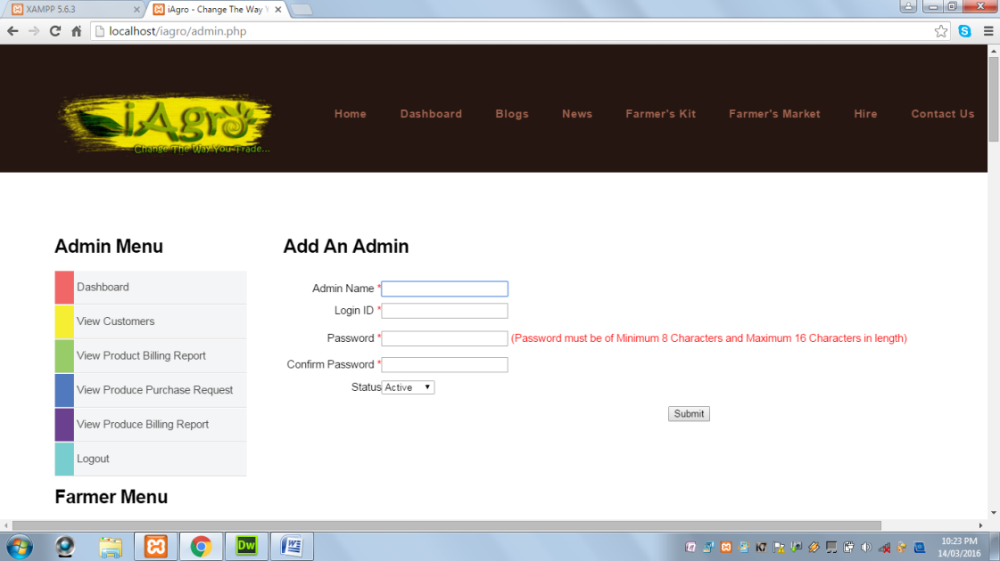 XAMPP 5.6.3
iAgro - Change The Way Y
localhost/iagro/admin.php
iAgro
Change The Way You Trade...
Home Dashboard Blogs News Farmer's Kit Farmer's Market Hire Contact Us
Admin Menu
Dashboard
View Customers
View Product Billing Report
View Produce Purchase Request
View Produce Billing Report
Logout
Farmer Menu
Add An Admin
Admin Name *
Login ID *
Password * (Password must be of Minimum 8 Characters and Maximum 16 Characters in length)
Confirm Password *
Status Active
Submit
Dw
10:23 PM
14/03/2016